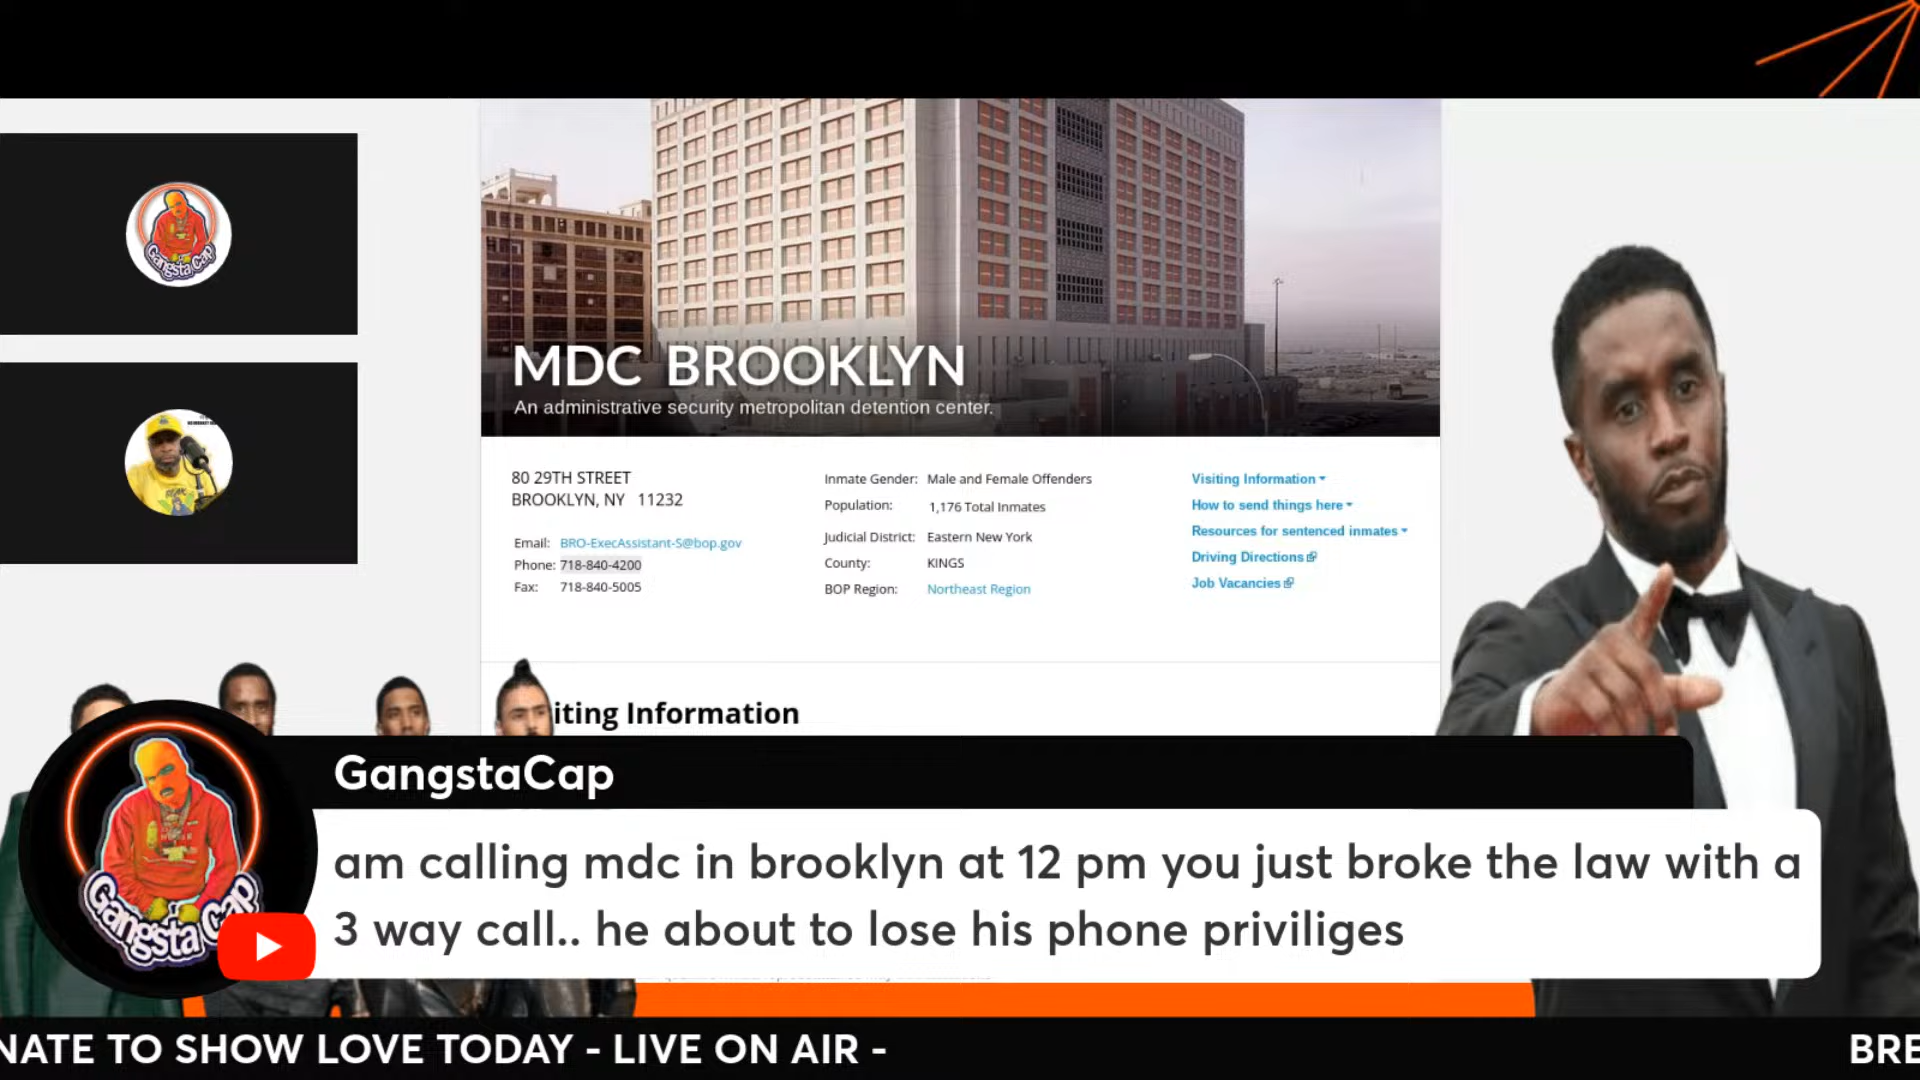 Gangsta Cap
MDC BROOKLYN
An administrative security metropolitan detention center.
80 29TH STREET
BROOKLYN, NY 11232
Email: BRO-ExecAssistant-S@bop.gov
Phone: 718-840-4200
Fax: 718-840-5005
Inmate Gender: Male and Female Offenders
Population: 1,176 Total Inmates
Judicial District: Eastern New York
County: KINGS
BOP Region: Northeast Region
Visiting Information
How to send things here
Resources for sentenced inmates
Driving Directions
Job Vacancies
iting Information
GangstaCap
am calling mdc in brooklyn at 12 pm you just broke the law with a
3 way call.. he about to lose his phone priviliges
Gangsta Cap
NATE TO SHOW LOVE TODAY - LIVE ON AIR -
BRE